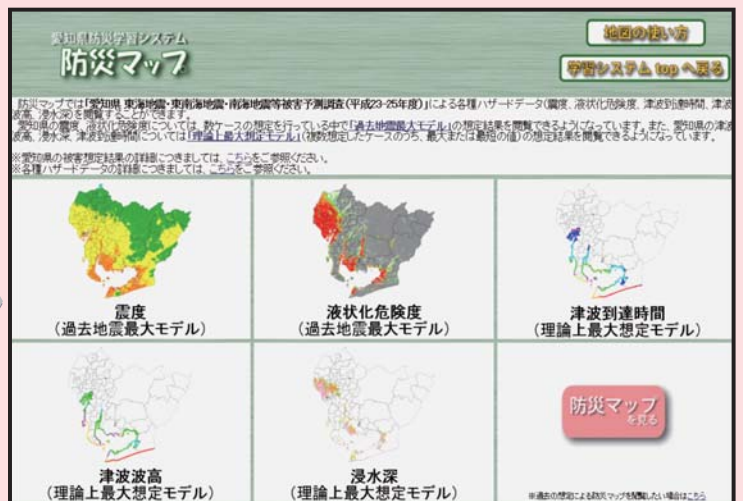 愛知県防災学習システム
防災マップ
地図の使い方
学習システム top へ戻る
防災マップでは「愛知県 東海地震・東南海地震・南海地震等被害予測調査(平成23-25年度)」による各種ハザードデータ(震度、液状化危険度、津波到達時間、津波
波高、浸水深)を閲覧することができます。
愛知県の震度、液状化危険度については、数ケースの想定を行っている中で「過去地震最大モデル」の想定結果を閲覧できるようになっています。また、愛知県の津波
波高、浸水深、津波到達時間については「理論上最大想定モデル」(複数想定したケースのうち、最大または最短の値)の想定結果を閲覧できるようになっています。
※愛知県の被害想定結果の詳細につきましては、こちらをご参照ください。
※各種ハザードデータの詳細につきましては、こちらをご参照ください。
震度
(過去地震最大モデル)
液状化危険度
(過去地震最大モデル)
津波到達時間
(理論上最大想定モデル)
津波波高
(理論上最大想定モデル)
浸水深
(理論上最大想定モデル)
防災マップ
を見る
※過去の想定による防災マップを閲覧したい場合はこちら